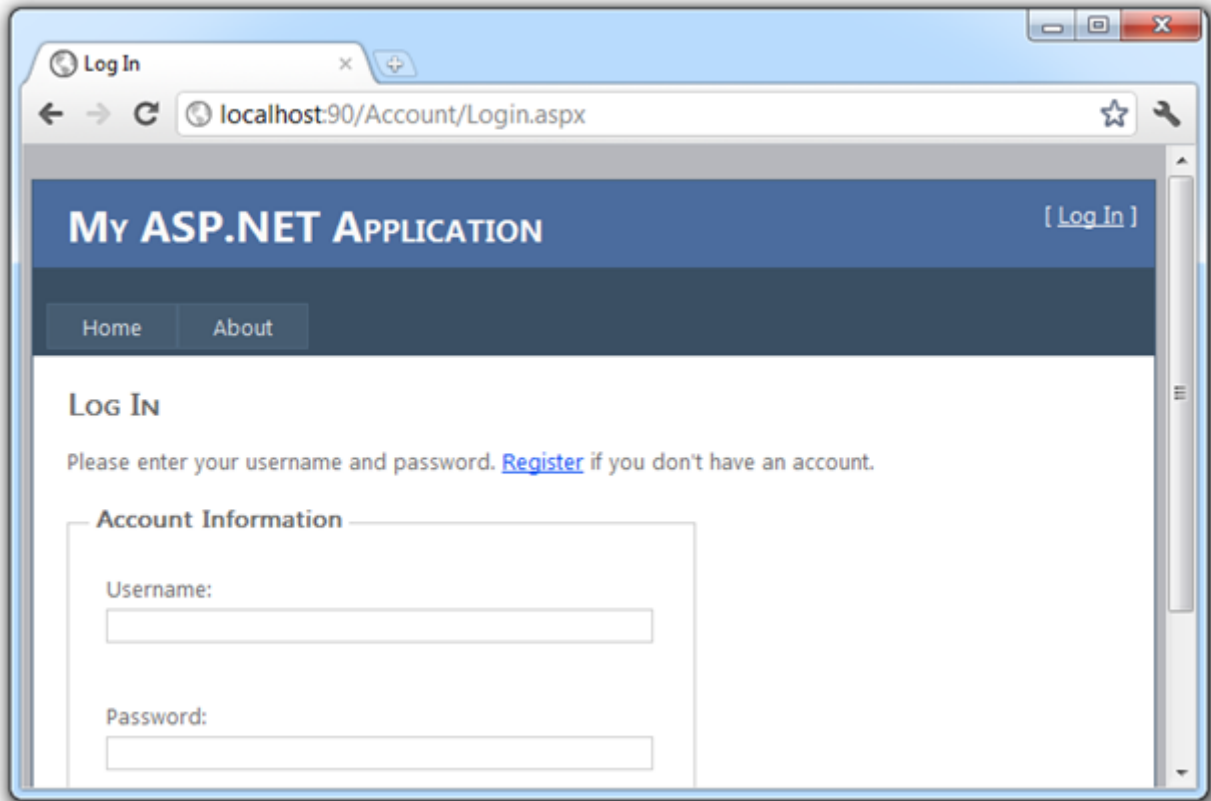 Log In
localhost:90/Account/Login.aspx
My ASP.NET Application
[ Log In ]
Home
About
Log In
Please enter your username and password. Register if you don't have an account.
Account Information
Username:
Password: